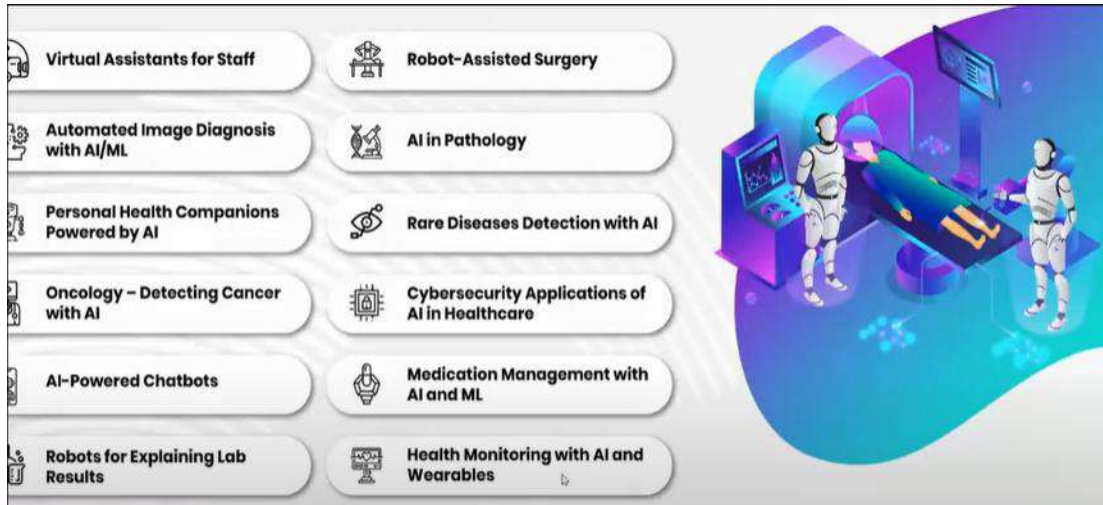 Virtual Assistants for Staff
Automated Image Diagnosis
with AI/ML
Personal Health Companions
Powered by AI
Oncology – Detecting Cancer
with AI
AI-Powered Chatbots
Robots for Explaining Lab
Results
Robot-Assisted Surgery
AI in Pathology
Rare Diseases Detection with AI
Cybersecurity Applications of
AI in Healthcare
Medication Management with
AI and ML
Health Monitoring with AI and
Wearables